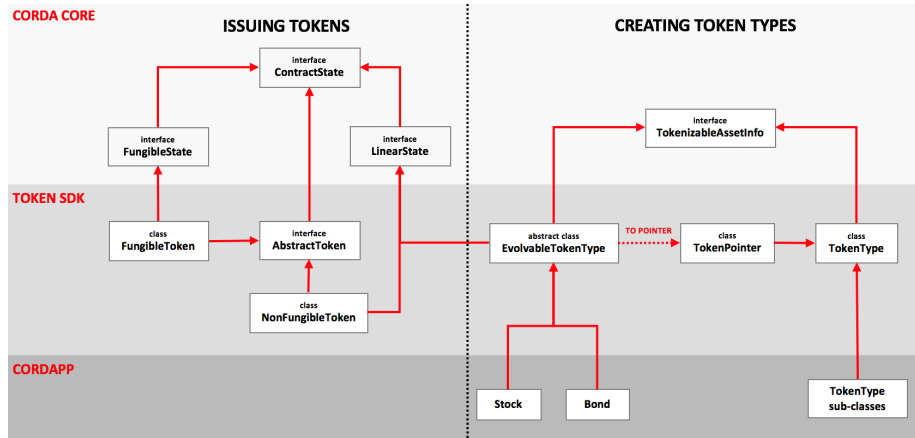 CORDA CORE
ISSUING TOKENS
CREATING TOKEN TYPES
interface
ContractState
interface
TokenizableAssetInfo
interface
FungibleState
interface
LinearState
TOKEN SDK
class
FungibleToken
interface
AbstractToken
abstract class
EvolvableTokenType
TO POINTER
class
TokenPointer
class
TokenType
class
NonFungibleToken
CORDAPP
Stock
Bond
TokenType
sub-classes